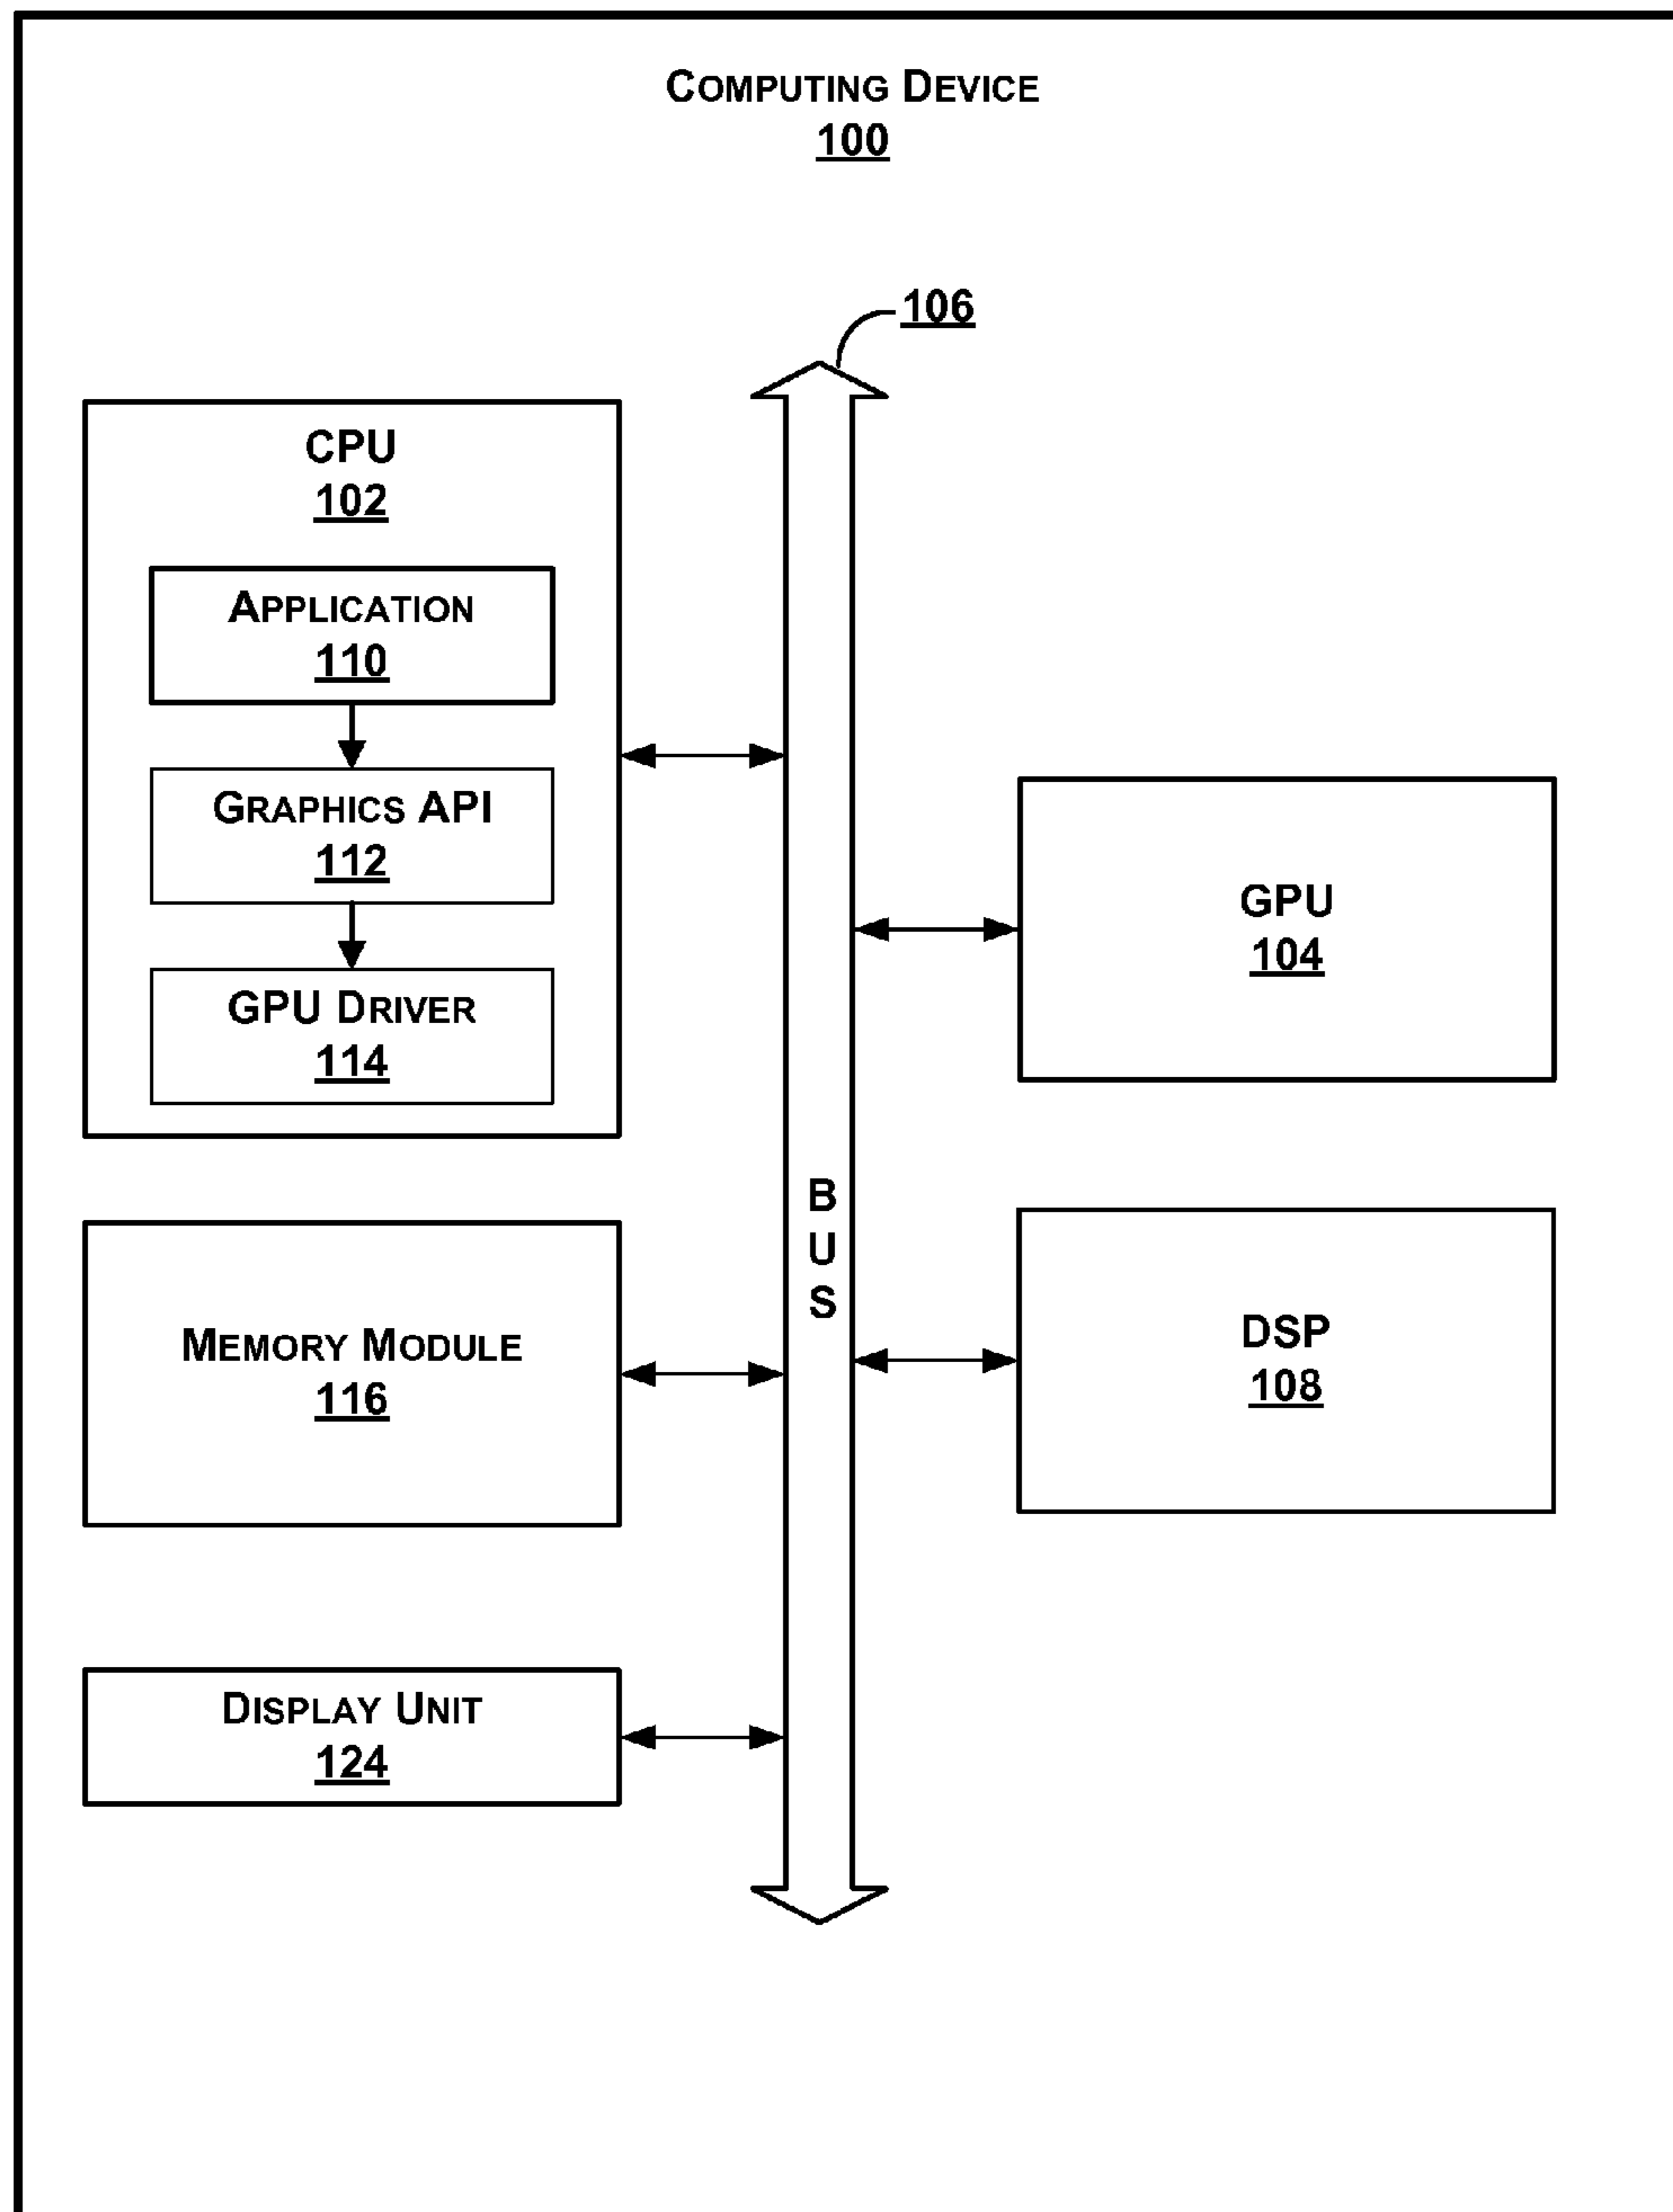 COMPUTING DEVICE
100
106
CPU
102
APPLICATION
110
GRAPHICS API
112
GPU DRIVER
114
GPU
104
BUS
MEMORY MODULE
116
DSP
108
DISPLAY UNIT
124